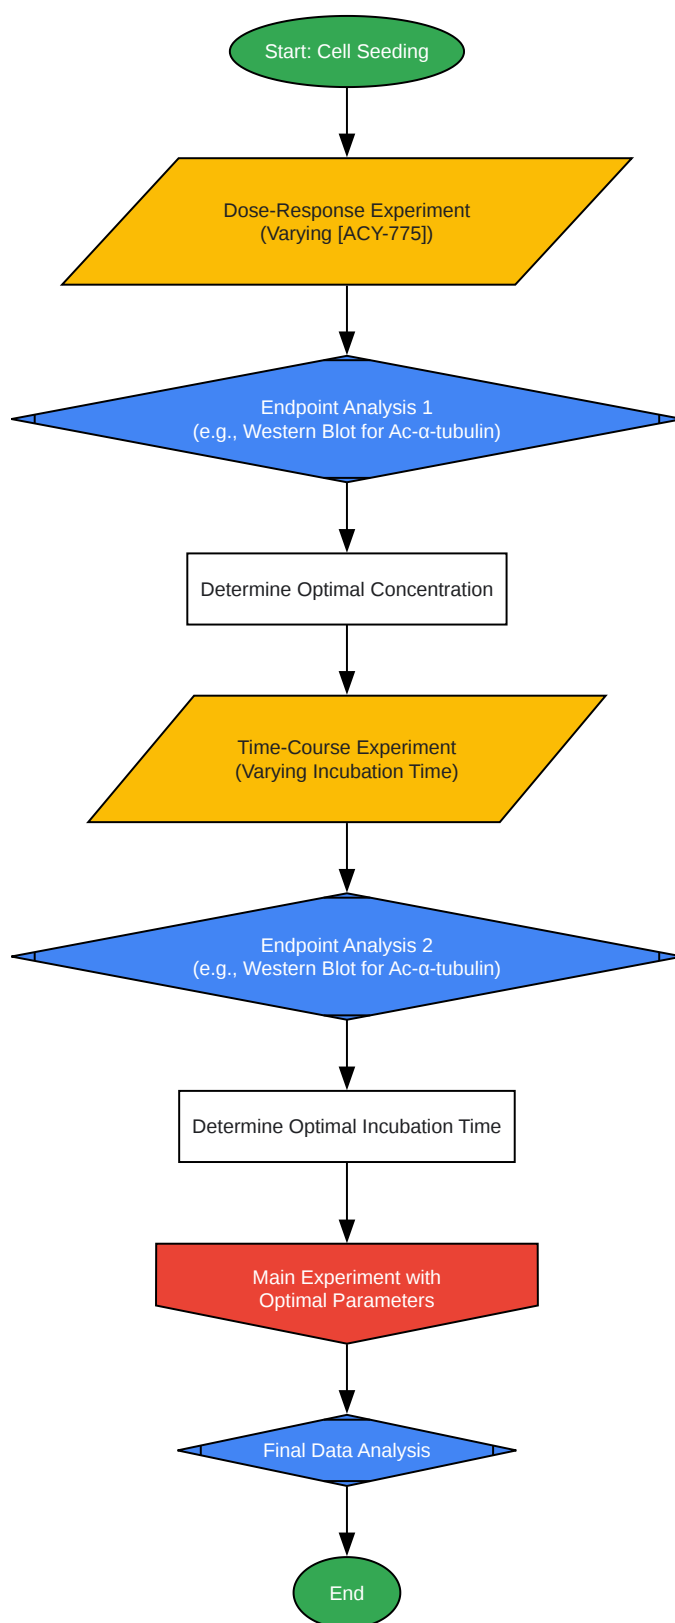 Start: Cell Seeding
Dose-Response Experiment
(Varying [ACY-775])
Endpoint Analysis 1
(e.g., Western Blot for Ac-α-tubulin)
Determine Optimal Concentration
Time-Course Experiment
(Varying Incubation Time)
Endpoint Analysis 2
(e.g., Western Blot for Ac-α-tubulin)
Determine Optimal Incubation Time
Main Experiment with
Optimal Parameters
Final Data Analysis
End